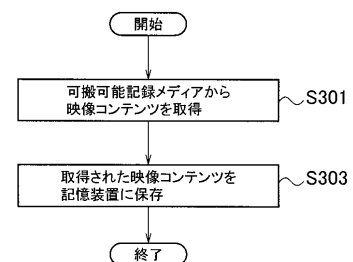 開始
可搬可能記録メディアから
映像コンテンツを取得
S301
取得された映像コンテンツを
記憶装置に保存
S303
終了